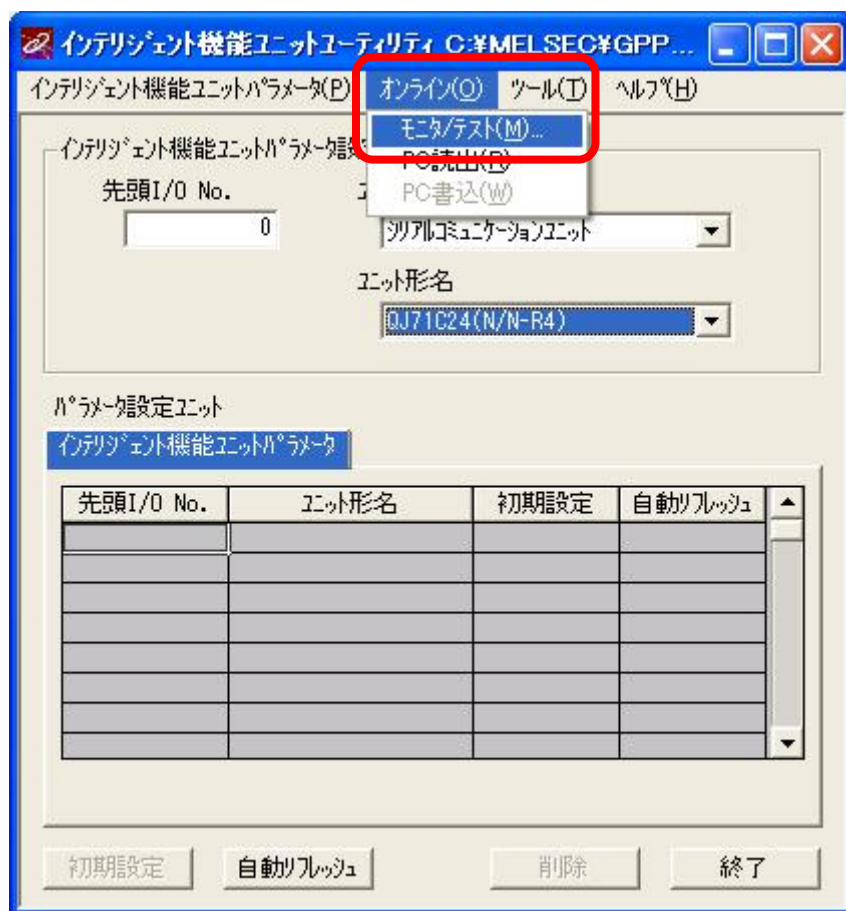 インテリジェント機能ユニットユーティリティ C:¥MELSEC¥GPP...
インテリジェント機能ユニットパラメータ(P) オンライン(O) ツール(T) ヘルプ(H)
モニタ/テスト(M)...
PC読出(R)
PC書込(W)
インテリジェント機能ユニットパラメータ設
先頭I/O No.
0
シリアルコミュニケーションユニット
ユニット形名
QJ71C24(N/N-R4)
パラメータ設定ユニット
インテリジェント機能ユニットパラメータ
先頭I/O No. ユニット形名 初期設定 自動リフレッシュ
初期設定 自動リフレッシュ 削除 終了